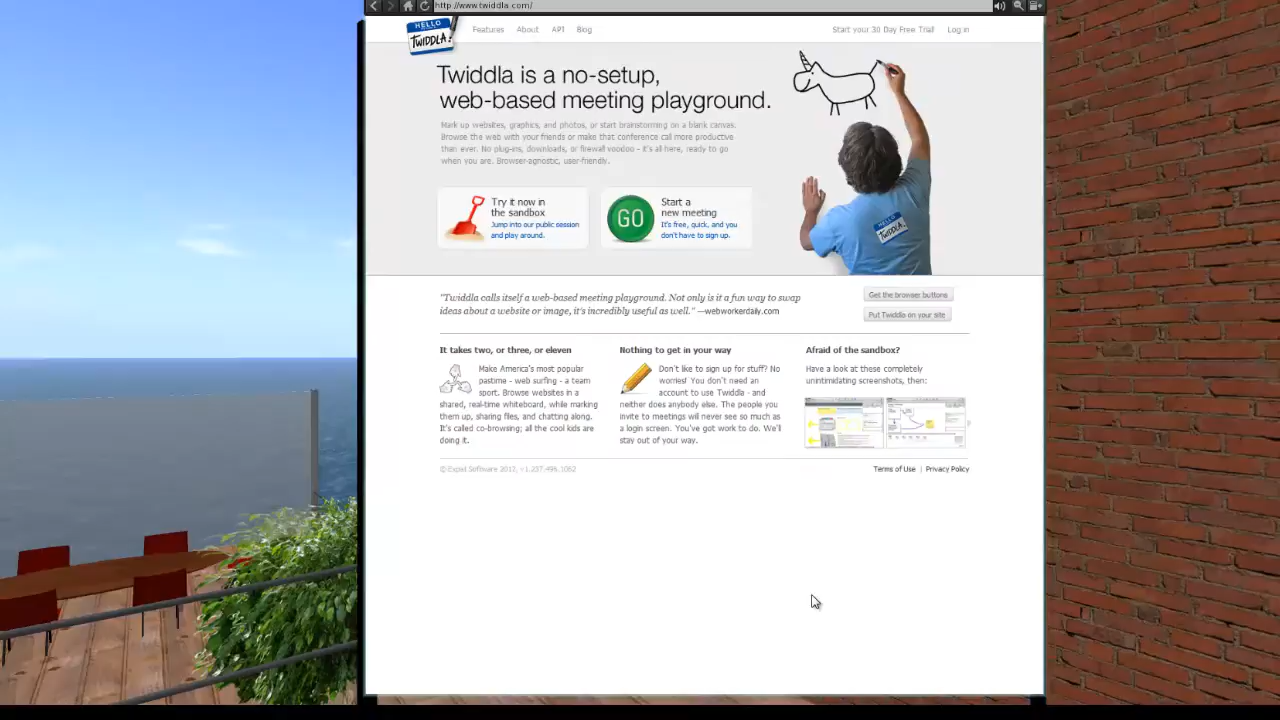 http://www.twiddla.com/
HELLO
TWIDDLA!
Features About API Blog
Start your 30 Day Free Trial! Log in
Twiddla is a no-setup,
web-based meeting playground.
Mark up websites, graphics, and photos, or start brainstorming on a blank canvas.
Browse the web with your friends or make that conference call more productive
than ever. No plug-ins, downloads, or firewall voodoo - it's all here, ready to go
when you are. Browser-agnostic, user-friendly.
Try it now in
the sandbox
Jump into our public session
and play around.
GO
Start a
new meeting
It's free, quick, and you
don't have to sign up.
TWIDDLA!
"Twiddla calls itself a web-based meeting playground. Not only is it a fun way to swap
ideas about a website or image, it's incredibly useful as well." —webworkerdaily.com
Get the browser buttons
Put Twiddla on your site
It takes two, or three, or eleven
Make America's most popular
pastime - web surfing - a team
sport. Browse websites in a
shared, real-time whiteboard, while marking
them up, sharing files, and chatting along.
It's called co-browsing; all the cool kids are
doing it.
Nothing to get in your way
Don't like to sign up for stuff? No
worries! You don't need an
account to use Twiddla - and
neither does anybody else. The people you
invite to meetings will never see so much as
a login screen. You've got work to do. We'll
stay out of your way.
Afraid of the sandbox?
Have a look at these completely
unintimidating screenshots, then:
Terms of Use | Privacy Policy